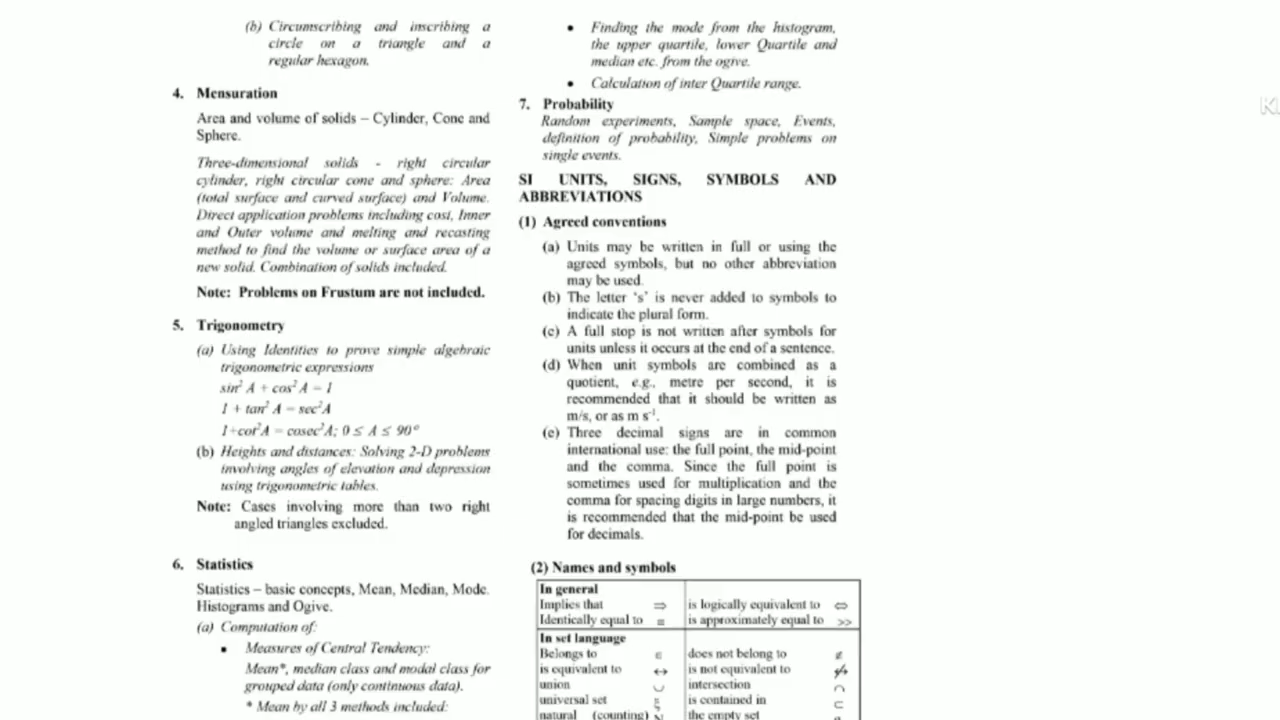 (b) Circumscribing and inscribing a
circle on a triangle and a
regular hexagon.
4. Mensuration
Area and volume of solids – Cylinder, Cone and
Sphere.
Three-dimensional solids - right circular
cylinder, right circular cone and sphere: Area
(total surface and curved surface) and Volume.
Direct application problems including cost, Inner
and Outer volume and melting and recasting
method to find the volume or surface area of a
new solid. Combination of solids included.
Note: Problems on Frustum are not included.
5. Trigonometry
(a) Using Identities to prove simple algebraic
trigonometric expressions
sin² A + cos² A = 1
1 + tan² A = sec²A
1+cot²A = cosec²A; 0 ≤ A ≤ 90°
(b) Heights and distances: Solving 2-D problems
involving angles of elevation and depression
using trigonometric tables.
Note: Cases involving more than two right
angled triangles excluded.
6. Statistics
Statistics – basic concepts, Mean, Median, Mode.
Histograms and Ogive.
(a) Computation of:
• Measures of Central Tendency:
Mean*, median class and modal class for
grouped data (only continuous data).
* Mean by all 3 methods included:
• Finding the mode from the histogram,
the upper quartile, lower Quartile and
median etc. from the ogive.
• Calculation of inter Quartile range.
7. Probability
Random experiments, Sample space, Events,
definition of probability, Simple problems on
single events.
SI UNITS, SIGNS, SYMBOLS AND
ABBREVIATIONS
(1) Agreed conventions
(a) Units may be written in full or using the
agreed symbols, but no other abbreviation
may be used.
(b) The letter ‘s’ is never added to symbols to
indicate the plural form.
(c) A full stop is not written after symbols for
units unless it occurs at the end of a sentence.
(d) When unit symbols are combined as a
quotient, e.g., metre per second, it is
recommended that it should be written as
m/s, or as m s⁻¹.
(e) Three decimal signs are in common
international use: the full point, the mid-point
and the comma. Since the full point is
sometimes used for multiplication and the
comma for spacing digits in large numbers, it
is recommended that the mid-point be used
for decimals.
(2) Names and symbols
In general
Implies that ⇒ is logically equivalent to ⇔
Identically equal to ≡ is approximately equal to >>
In set language
Belongs to ∈ does not belong to ∉
is equivalent to ↔ is not equivalent to ↮
union ∪ intersection ∩
universal set ξ is contained in ⊂
natural (counting) N the empty set